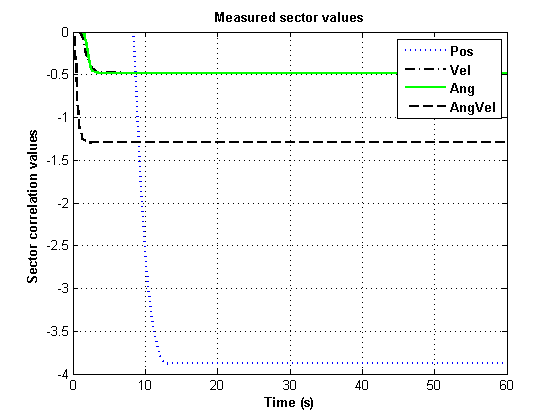 Measured sector values
Sector correlation values
0
-0.5
-1
-1.5
-2
-2.5
-3
-3.5
-4
Pos
Vel
Ang
AngVel
0 10 20 30 40 50 60
Time (s)